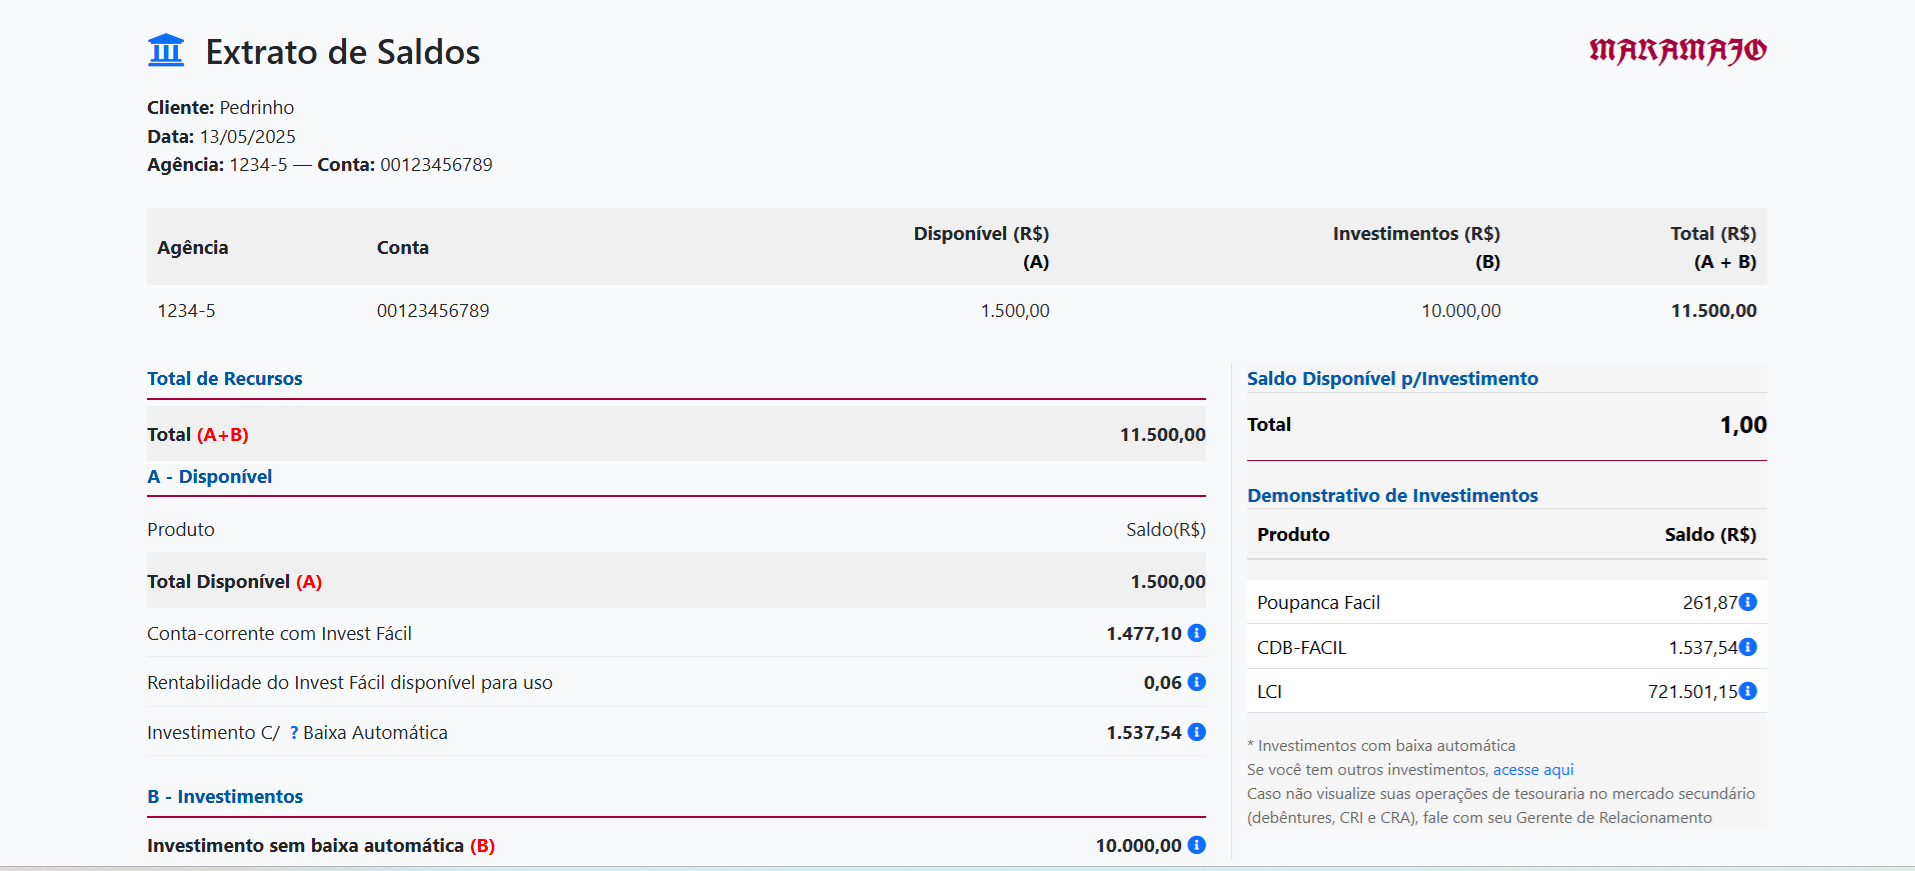 Extrato de Saldos
MARAMAJO
Cliente: Pedrinho
Data: 13/05/2025
Agência: 1234-5 — Conta: 00123456789
Agência Conta Disponível (R$) (A) Investimentos (R$) (B) Total (R$) (A + B)
1234-5 00123456789 1.500,00 10.000,00 11.500,00
Total de Recursos
Total (A+B) 11.500,00
A - Disponível
Produto Saldo(R$)
Total Disponível (A) 1.500,00
Conta-corrente com Invest Fácil 1.477,10
Rentabilidade do Invest Fácil disponível para uso 0,06
Investimento C/ ? Baixa Automática 1.537,54
B - Investimentos
Investimento sem baixa automática (B) 10.000,00
Saldo Disponível p/Investimento
Total 1,00
Demonstrativo de Investimentos
Produto Saldo (R$)
Poupanca Facil 261,87
CDB-FACIL 1.537,54
LCI 721.501,15
* Investimentos com baixa automática
Se você tem outros investimentos, acesse aqui
Caso não visualize suas operações de tesouraria no mercado secundário
(debêntures, CRI e CRA), fale com seu Gerente de Relacionamento